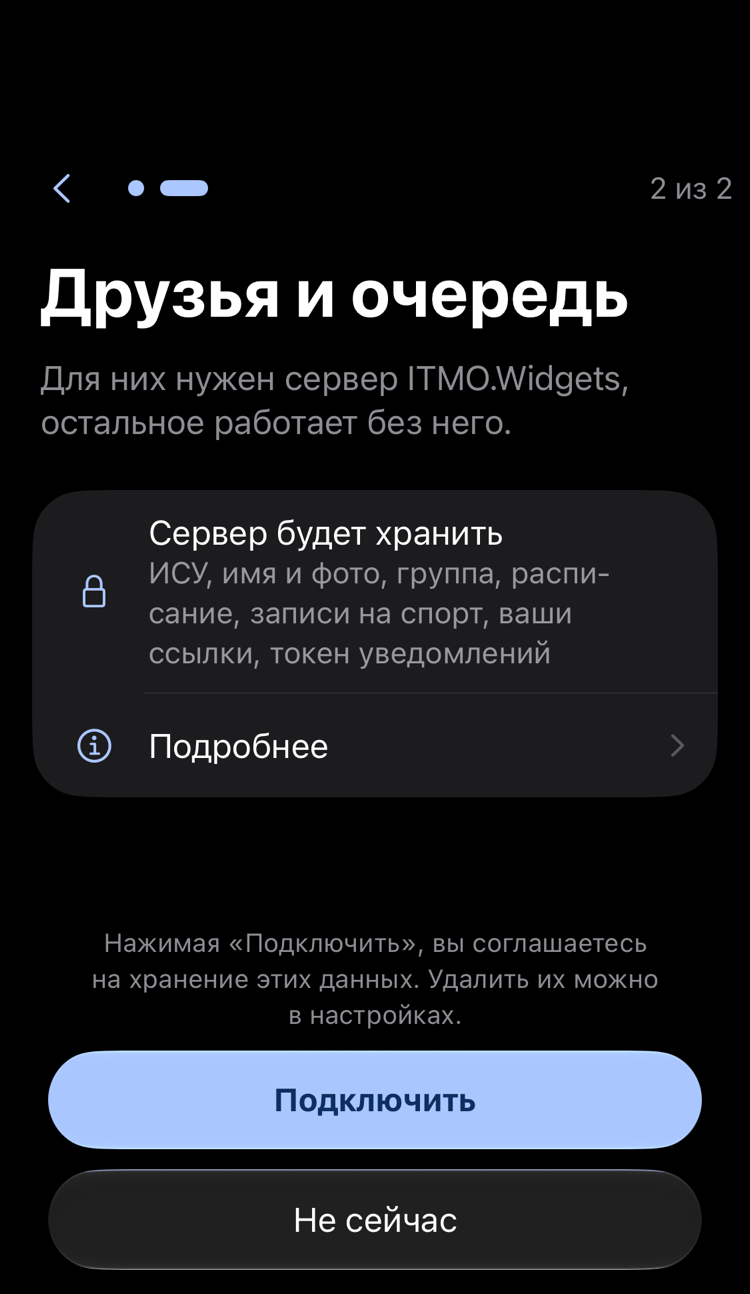 2 из 2
Друзья и очередь
Для них нужен сервер ITMO.Widgets,
остальное работает без него.
Сервер будет хранить
ИСУ, имя и фото, группа, распи-
сание, записи на спорт, ваши
ссылки, токен уведомлений
Подробнее
Нажимая «Подключить», вы соглашаетесь
на хранение этих данных. Удалить их можно
в настройках.
Подключить
Не сейчас